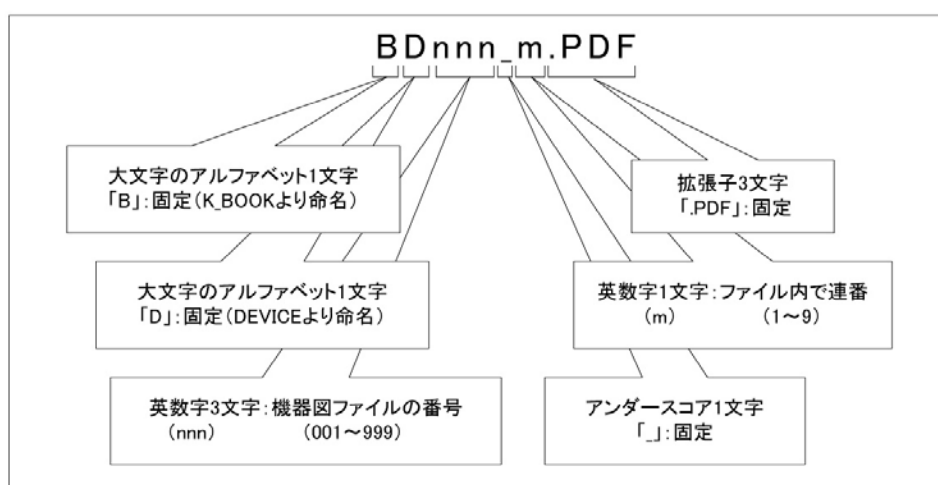 BDnnn_m.PDF
大文字のアルファベット1文字
「B」:固定(K_BOOKより命名)
拡張子3文字
「.PDF」:固定
大文字のアルファベット1文字
「D」:固定(DEVICEより命名)
英数字1文字:ファイル内で連番
(m) (1～9)
英数字3文字:機器図ファイルの番号
(nnn) (001～999)
アンダースコア1文字
「_」:固定